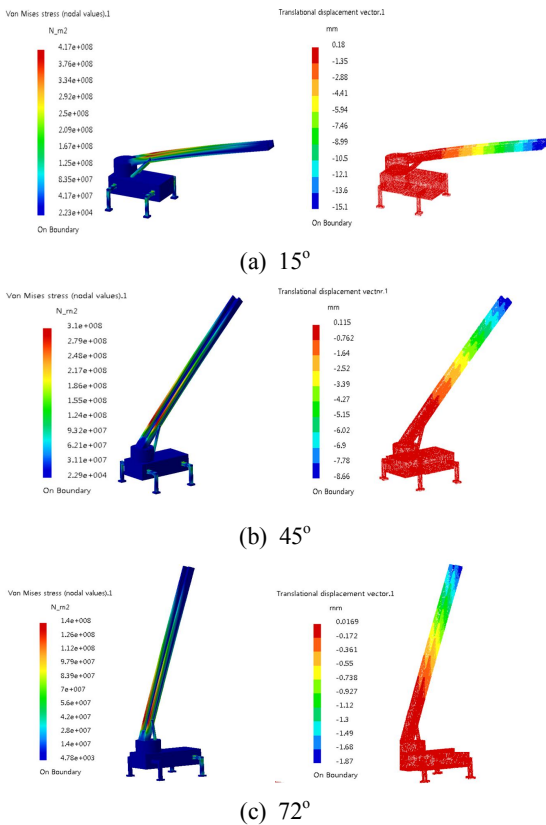 Von Mises stress (nodal values).1
N_m2
4.17e+008
3.76e+008
3.34e+008
2.92e+008
2.5e+008
2.09e+008
1.67e+008
1.25e+008
8.35e+007
4.17e+007
2.23e+004
On Boundary
Translational displacement vector.1
mm
0.18
-1.35
-2.88
-4.41
-5.94
-7.46
-8.99
-10.5
-12.1
-13.6
-15.1
On Boundary
(a) 15°
Von Mises stress (nodal values).1
N_m2
3.1e+008
2.79e+008
2.48e+008
2.17e+008
1.86e+008
1.55e+008
1.24e+008
9.32e+007
6.21e+007
3.11e+007
2.29e+004
On Boundary
Translational displacement vector.1
mm
0.115
-0.762
-1.64
-2.52
-3.39
-4.27
-5.15
-6.02
-6.9
-7.78
-8.66
On Boundary
(b) 45°
Von Mises stress (nodal values).1
N_m2
1.4e+008
1.26e+008
1.12e+008
9.79e+007
8.39e+007
7e+007
5.6e+007
4.2e+007
2.8e+007
1.4e+007
4.78e+003
On Boundary
Translational displacement vector.1
mm
0.0169
-0.172
-0.361
-0.55
-0.738
-0.927
-1.12
-1.3
-1.49
-1.68
-1.87
On Boundary
(c) 72°